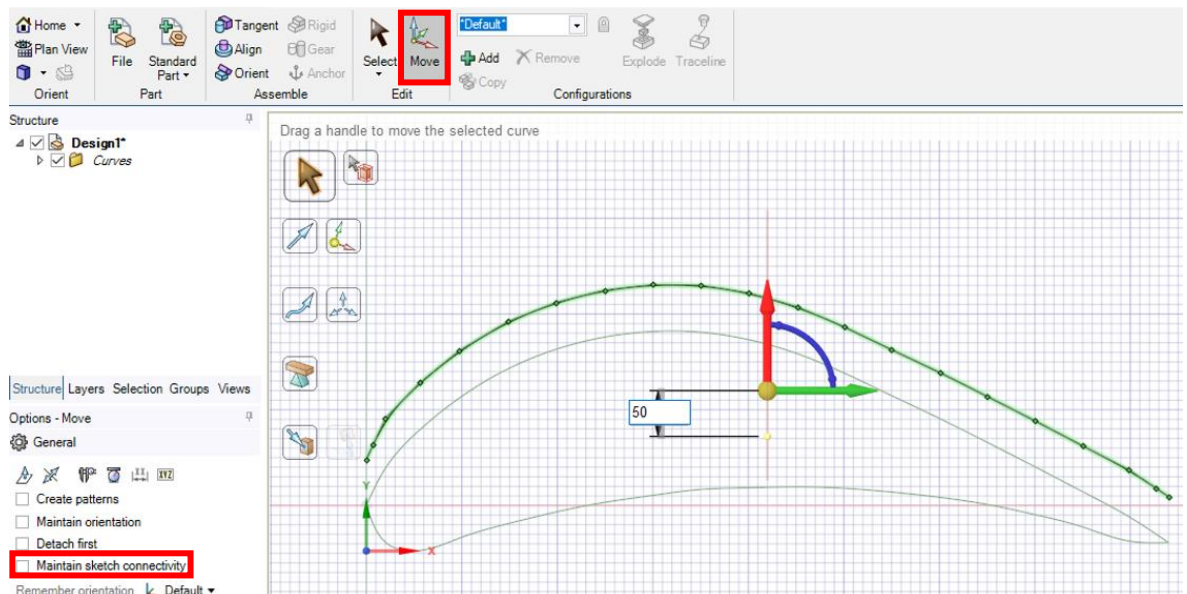 Home
Plan View
Orient
File
Standard
Part
Part
Tangent
Rigid
Align
Gear
Orient
Anchor
Assemble
Select
Move
Edit
*Default*
Add
Remove
Copy
Explode
Traceline
Configurations
Structure
Design1*
Curves
Drag a handle to move the selected curve
50
Y
X
Structure Layers Selection Groups Views
Options - Move
General
XYZ
Create patterns
Maintain orientation
Detach first
Maintain sketch connectivity
Remember orientation Default